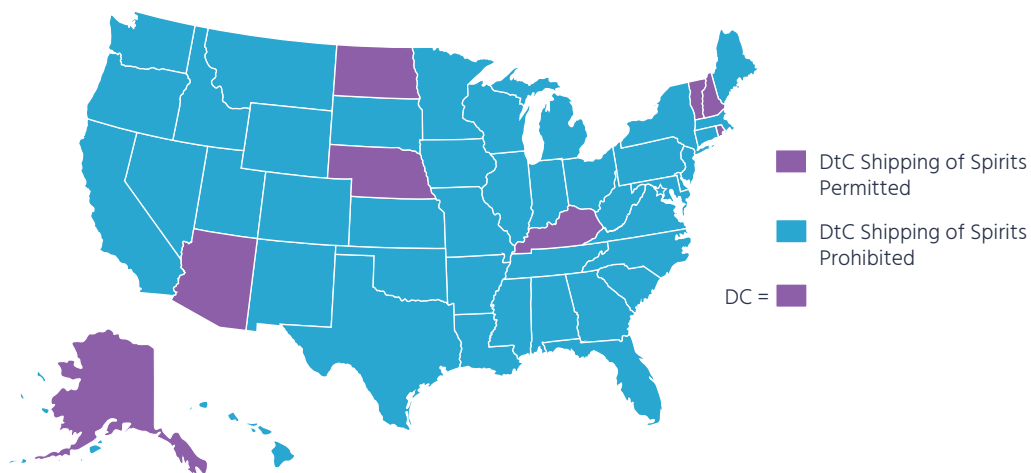 DtC Shipping of Spirits
Permitted
DtC Shipping of Spirits
Prohibited
DC =